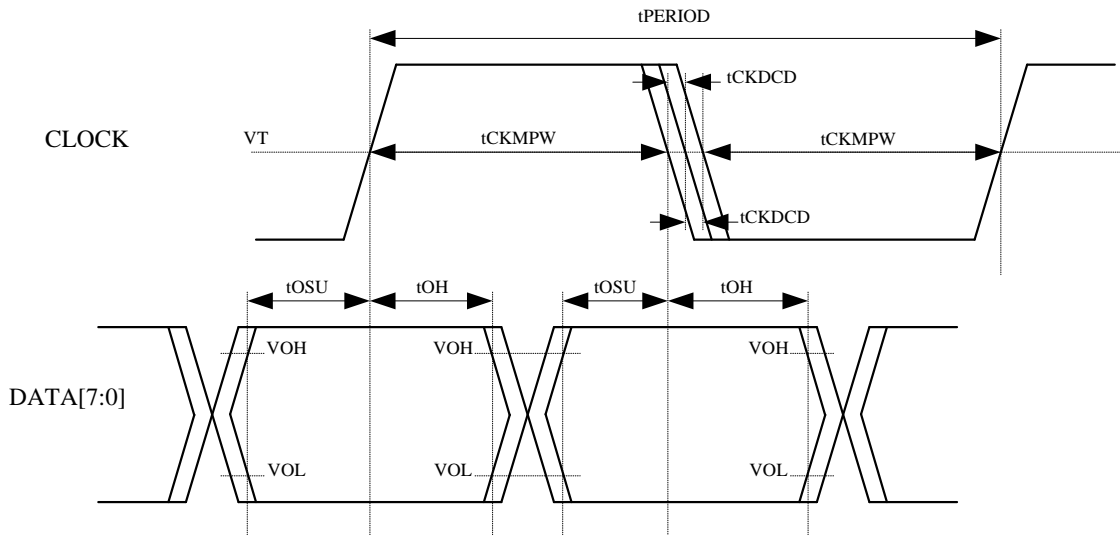 tPERIOD
tCKDCD
CLOCK
VT
tCKMPW
tCKMPW
tCKDCD
tOSU
tOH
tOSU
tOH
VOH
VOH
VOH
DATA[7:0]
VOL
VOL
VOL